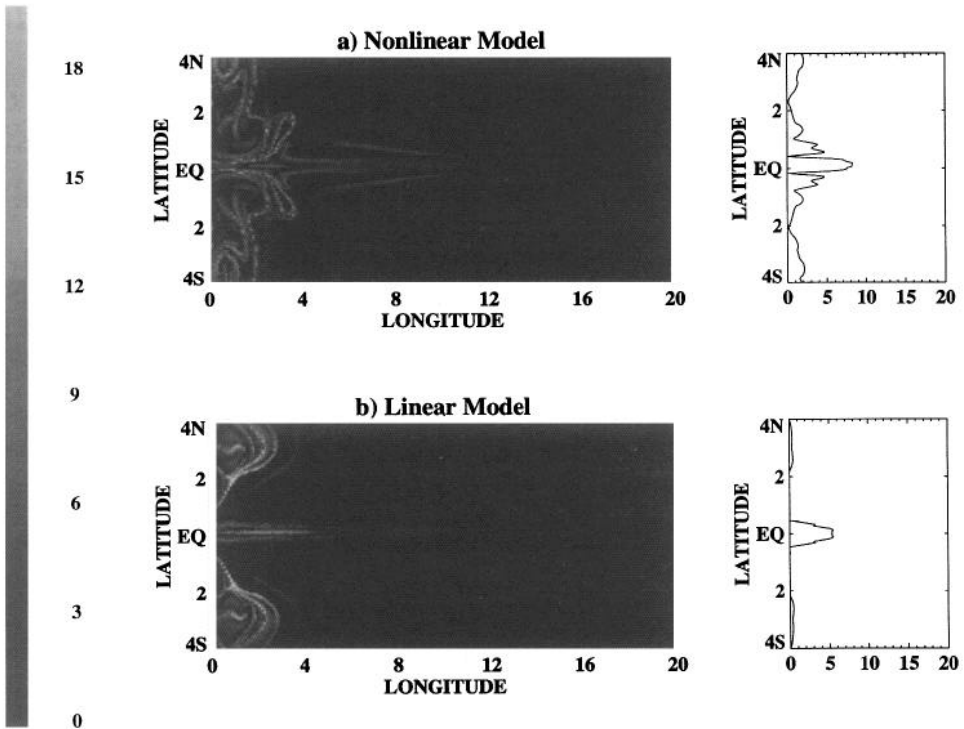 18
15
12
9
6
3
0
a) Nonlinear Model
LATITUDE
4N
2
EQ
2
4S
0 4 8 12 16 20
LONGITUDE
LATITUDE
4N
2
EQ
2
4S
0 5 10 15 20
b) Linear Model
LATITUDE
4N
2
EQ
2
4S
0 4 8 12 16 20
LONGITUDE
LATITUDE
4N
2
EQ
2
4S
0 5 10 15 20